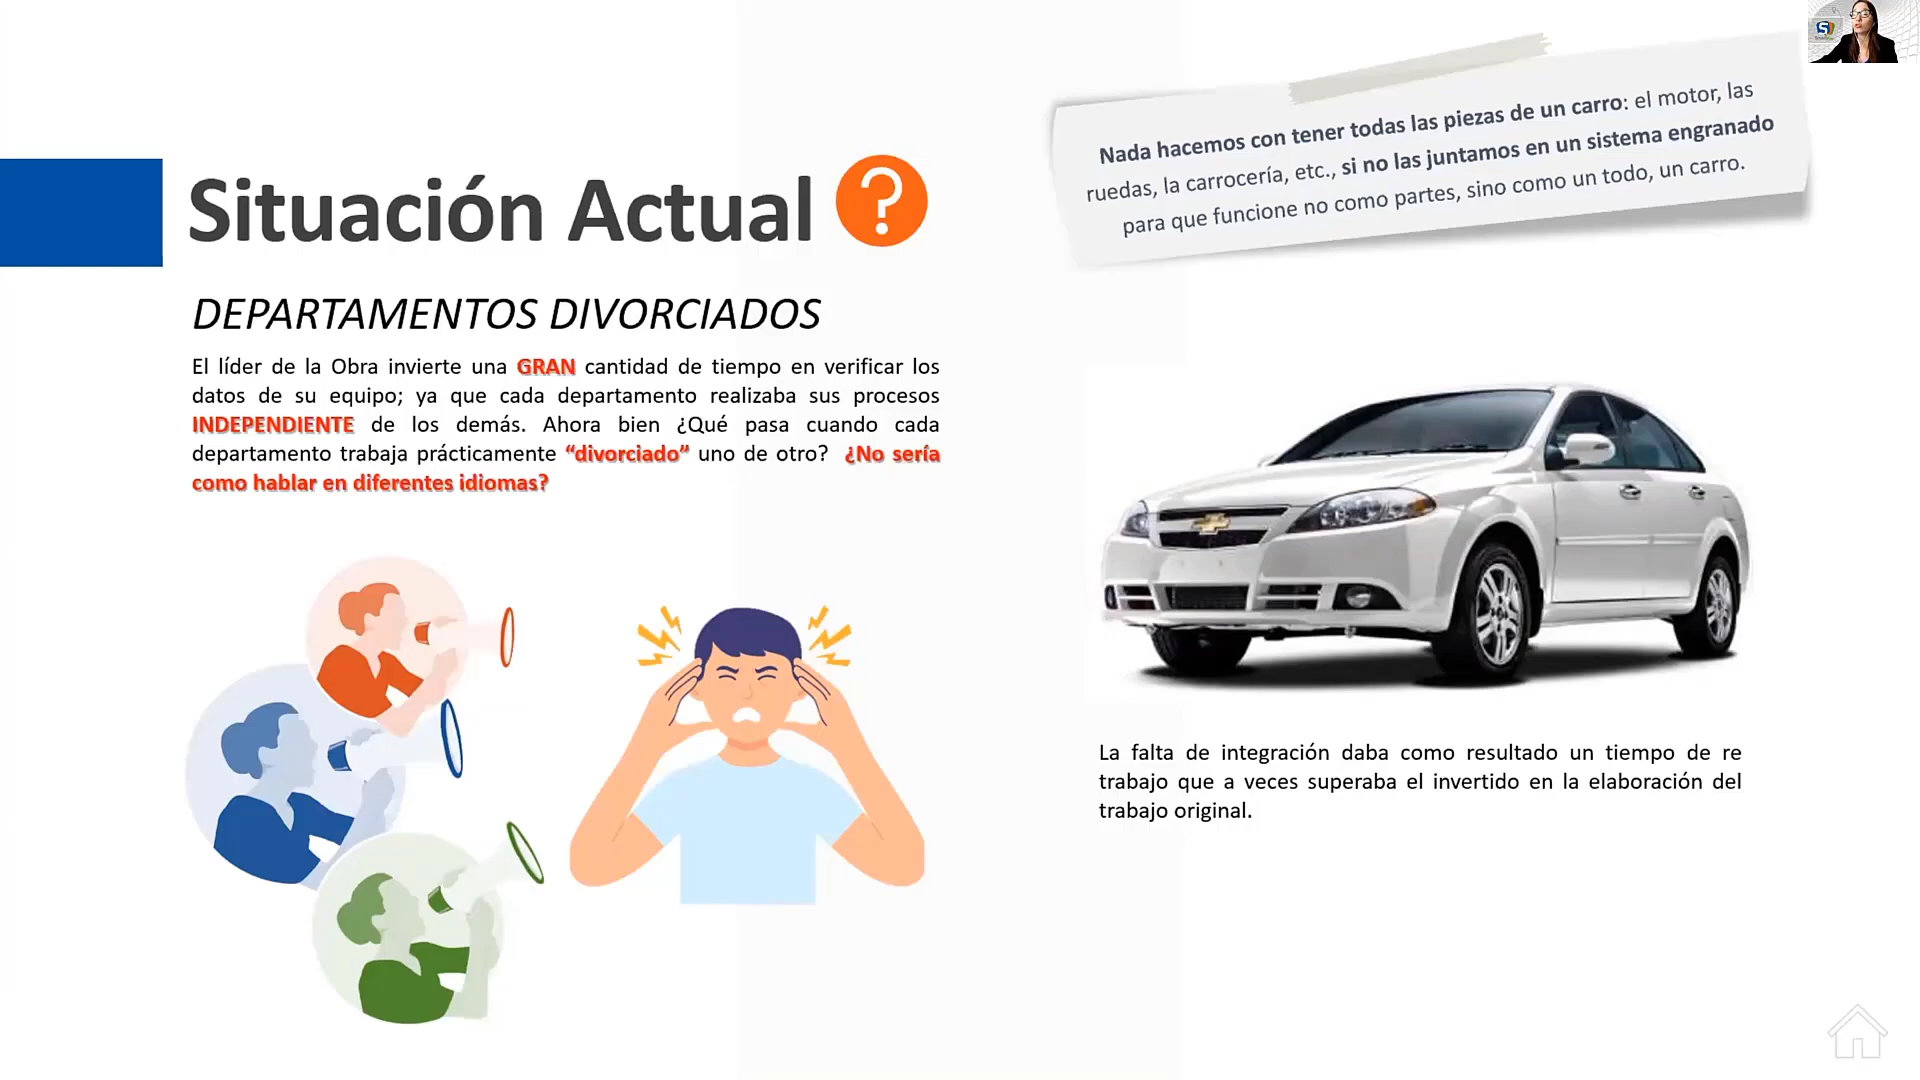 Situación Actual ?
DEPARTAMENTOS DIVORCIADOS
El líder de la Obra invierte una GRAN cantidad de tiempo en verificar los
datos de su equipo; ya que cada departamento realizaba sus procesos
INDEPENDIENTE de los demás. Ahora bien ¿Qué pasa cuando cada
departamento trabaja prácticamente “divorciado” uno de otro? ¿No sería
como hablar en diferentes idiomas?
Nada hacemos con tener todas las piezas de un carro: el motor, las
ruedas, la carrocería, etc., si no las juntamos en un sistema engranado
para que funcione no como partes, sino como un todo, un carro.
La falta de integración daba como resultado un tiempo de re
trabajo que a veces superaba el invertido en la elaboración del
trabajo original.